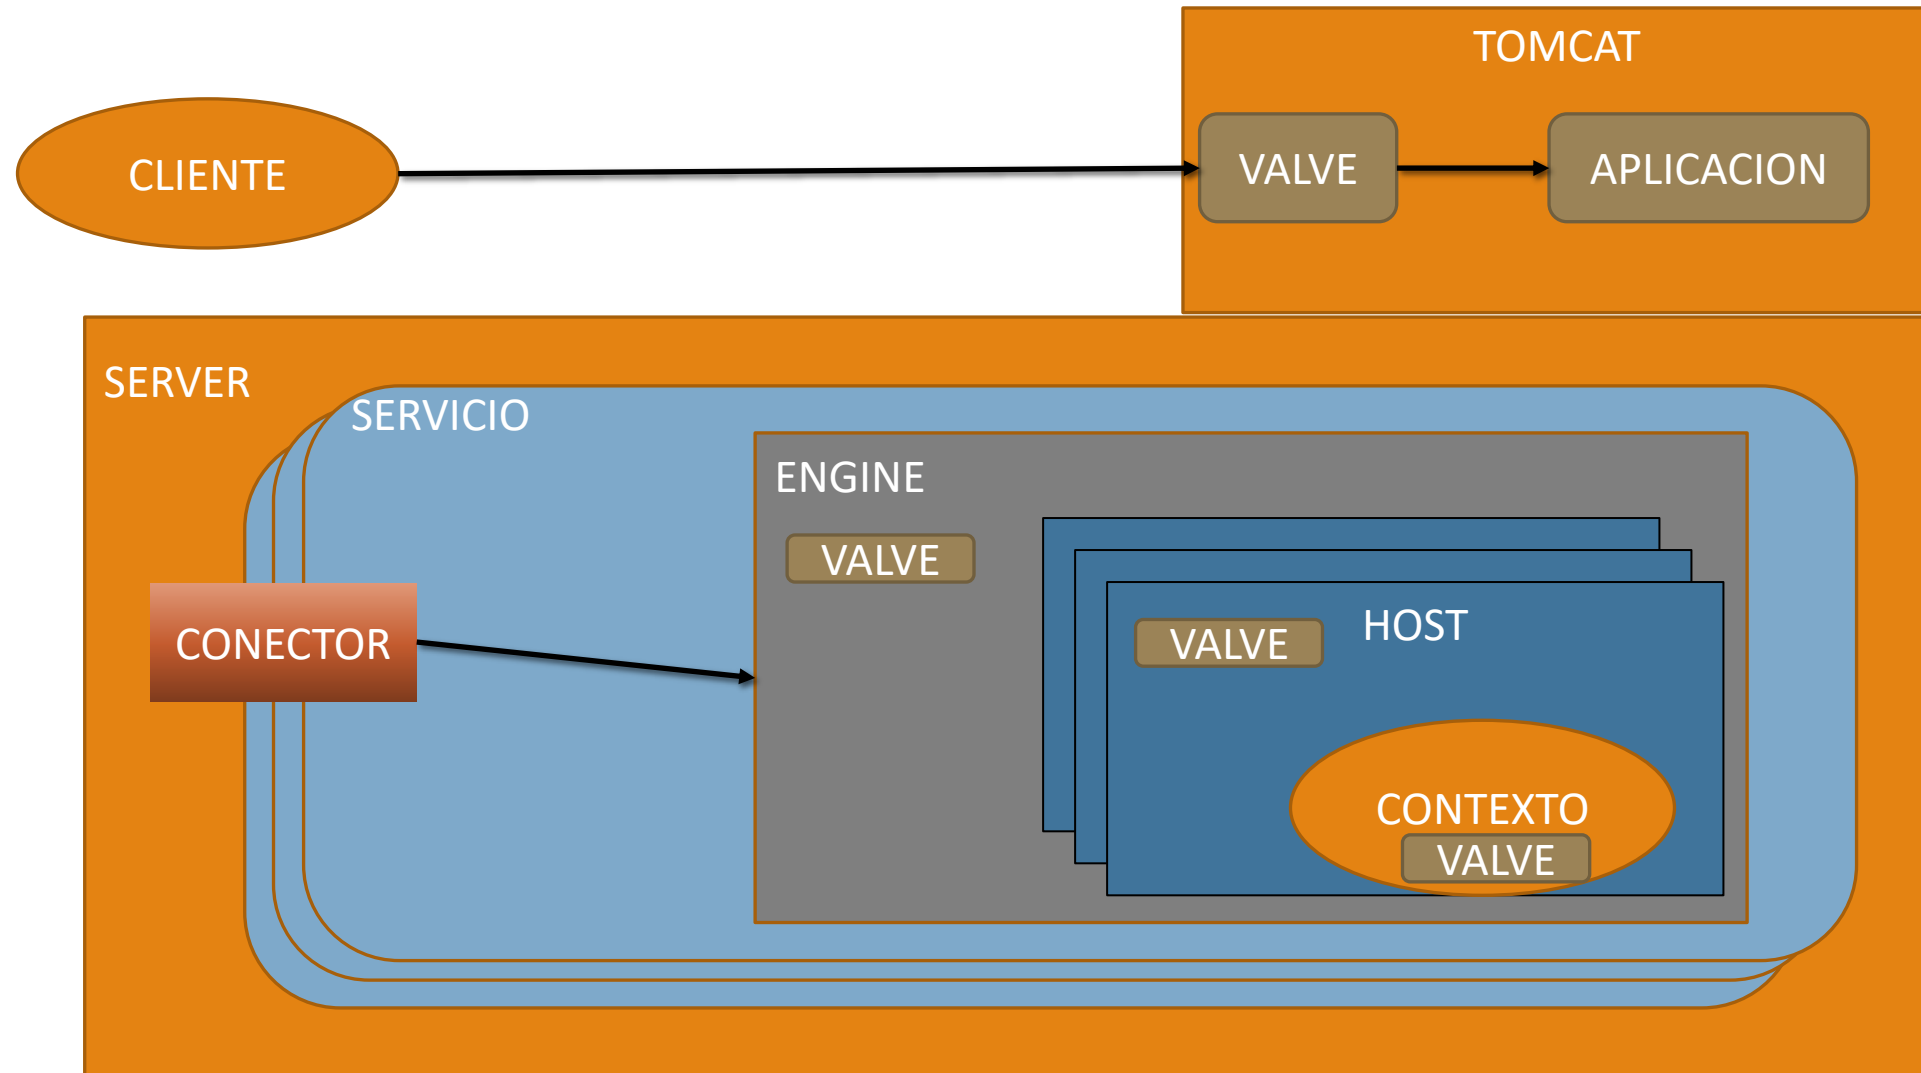 TOMCAT
CLIENTE
VALVE
APLICACION
SERVER
SERVICIO
ENGINE
VALVE
HOST
VALVE
CONECTOR
CONTEXTO
VALVE